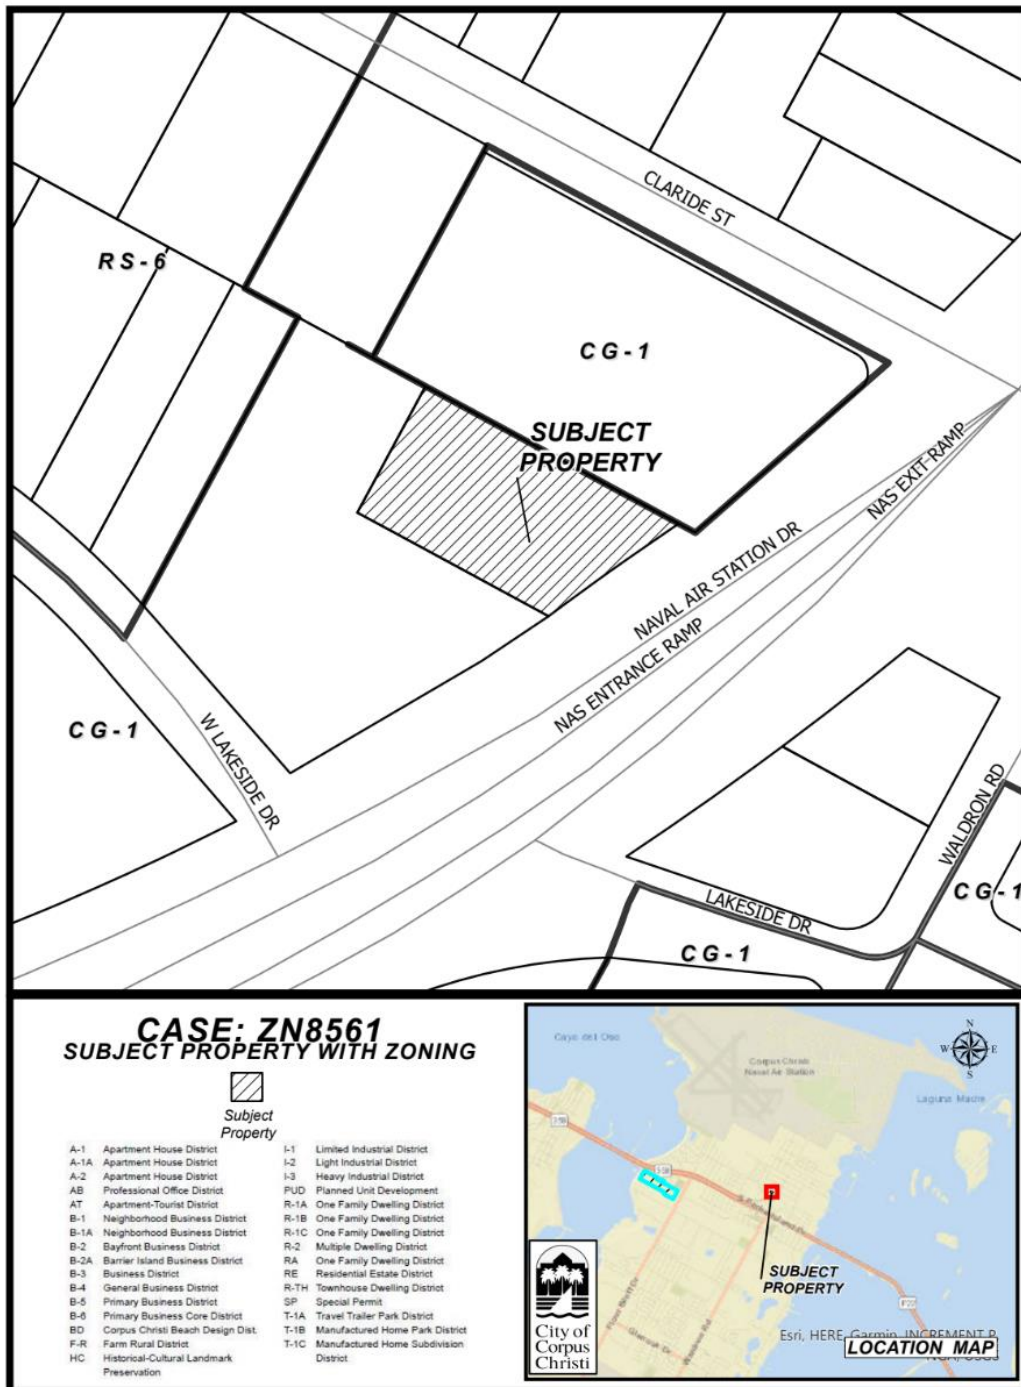 CLARIDE ST
RS-6
CG-1
SUBJECT
PROPERTY
NAS EXIT RAMP
NAVAL AIR STATION DR
NAS ENTRANCE RAMP
CG-1
W LAKESIDE DR
WALDRON RD
CG-1
LAKESIDE DR
CG-1
CASE: ZN8561
SUBJECT PROPERTY WITH ZONING
Subject
Property
A-1 Apartment House District
A-1A Apartment House District
A-2 Apartment House District
AB Professional Office District
AT Apartment-Tourist District
B-1 Neighborhood Business District
B-1A Neighborhood Business District
B-2 Bayfront Business District
B-2A Barrier Island Business District
B-3 Business District
B-4 General Business District
B-5 Primary Business District
B-6 Primary Business Core District
BD Corpus Christi Beach Design Dist.
F-R Farm Rural District
HC Historical-Cultural Landmark
Preservation
I-1 Limited Industrial District
I-2 Light Industrial District
I-3 Heavy Industrial District
PUD Planned Unit Development
R-1A One Family Dwelling District
R-1B One Family Dwelling District
R-1C One Family Dwelling District
R-2 Multiple Dwelling District
RA One Family Dwelling District
RE Residential Estate District
R-TH Townhouse Dwelling District
SP Special Permit
T-1A Travel Trailer Park District
T-1B Manufactured Home Park District
T-1C Manufactured Home Subdivision
District
Cayo del Oso
Corpus Christi
Naval Air Station
N
W E
S
Laguna Madre
Waldron Rd
SUBJECT
PROPERTY
City of
Corpus
Christi
Esri, HERE, Garmin, INCREMENT P,
LOCATION MAP